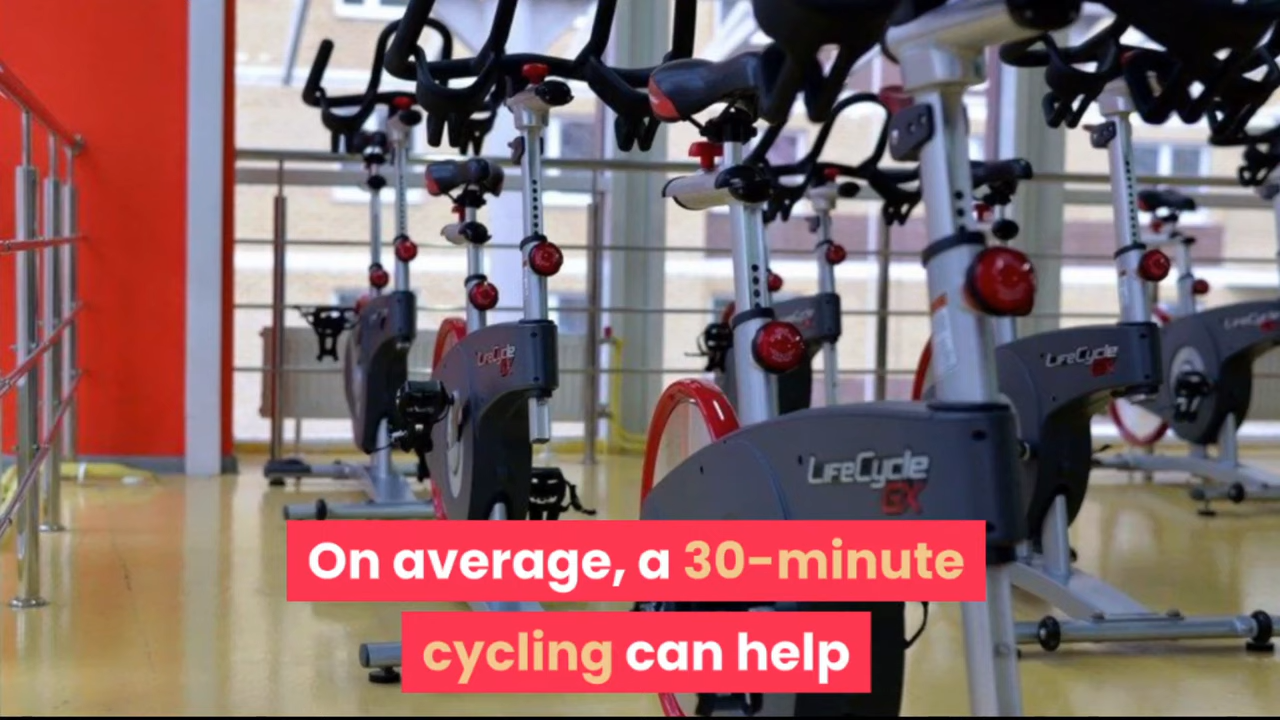 LifeCycle
GX
LifeCycle
GX
LifeCycle
GX
On average, a 30-minute
cycling can help